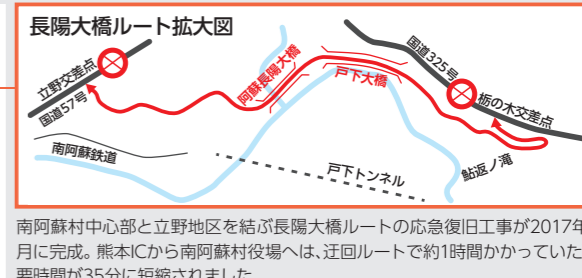 長陽大橋ルート拡大図
立野交差点
国道57号
阿蘇長陽大橋
戸下大橋
国道325号
栃の木交差点
南阿蘇鉄道
戸下トンネル
鮎返ノ滝
南阿蘇村中心部と立野地区を結ぶ長陽大橋ルートの応急復旧工事が2017年
月に完成。熊本ICから南阿蘇村役場へは、迂回ルートで約1時間かかっていた
要時間が35分に短縮されました